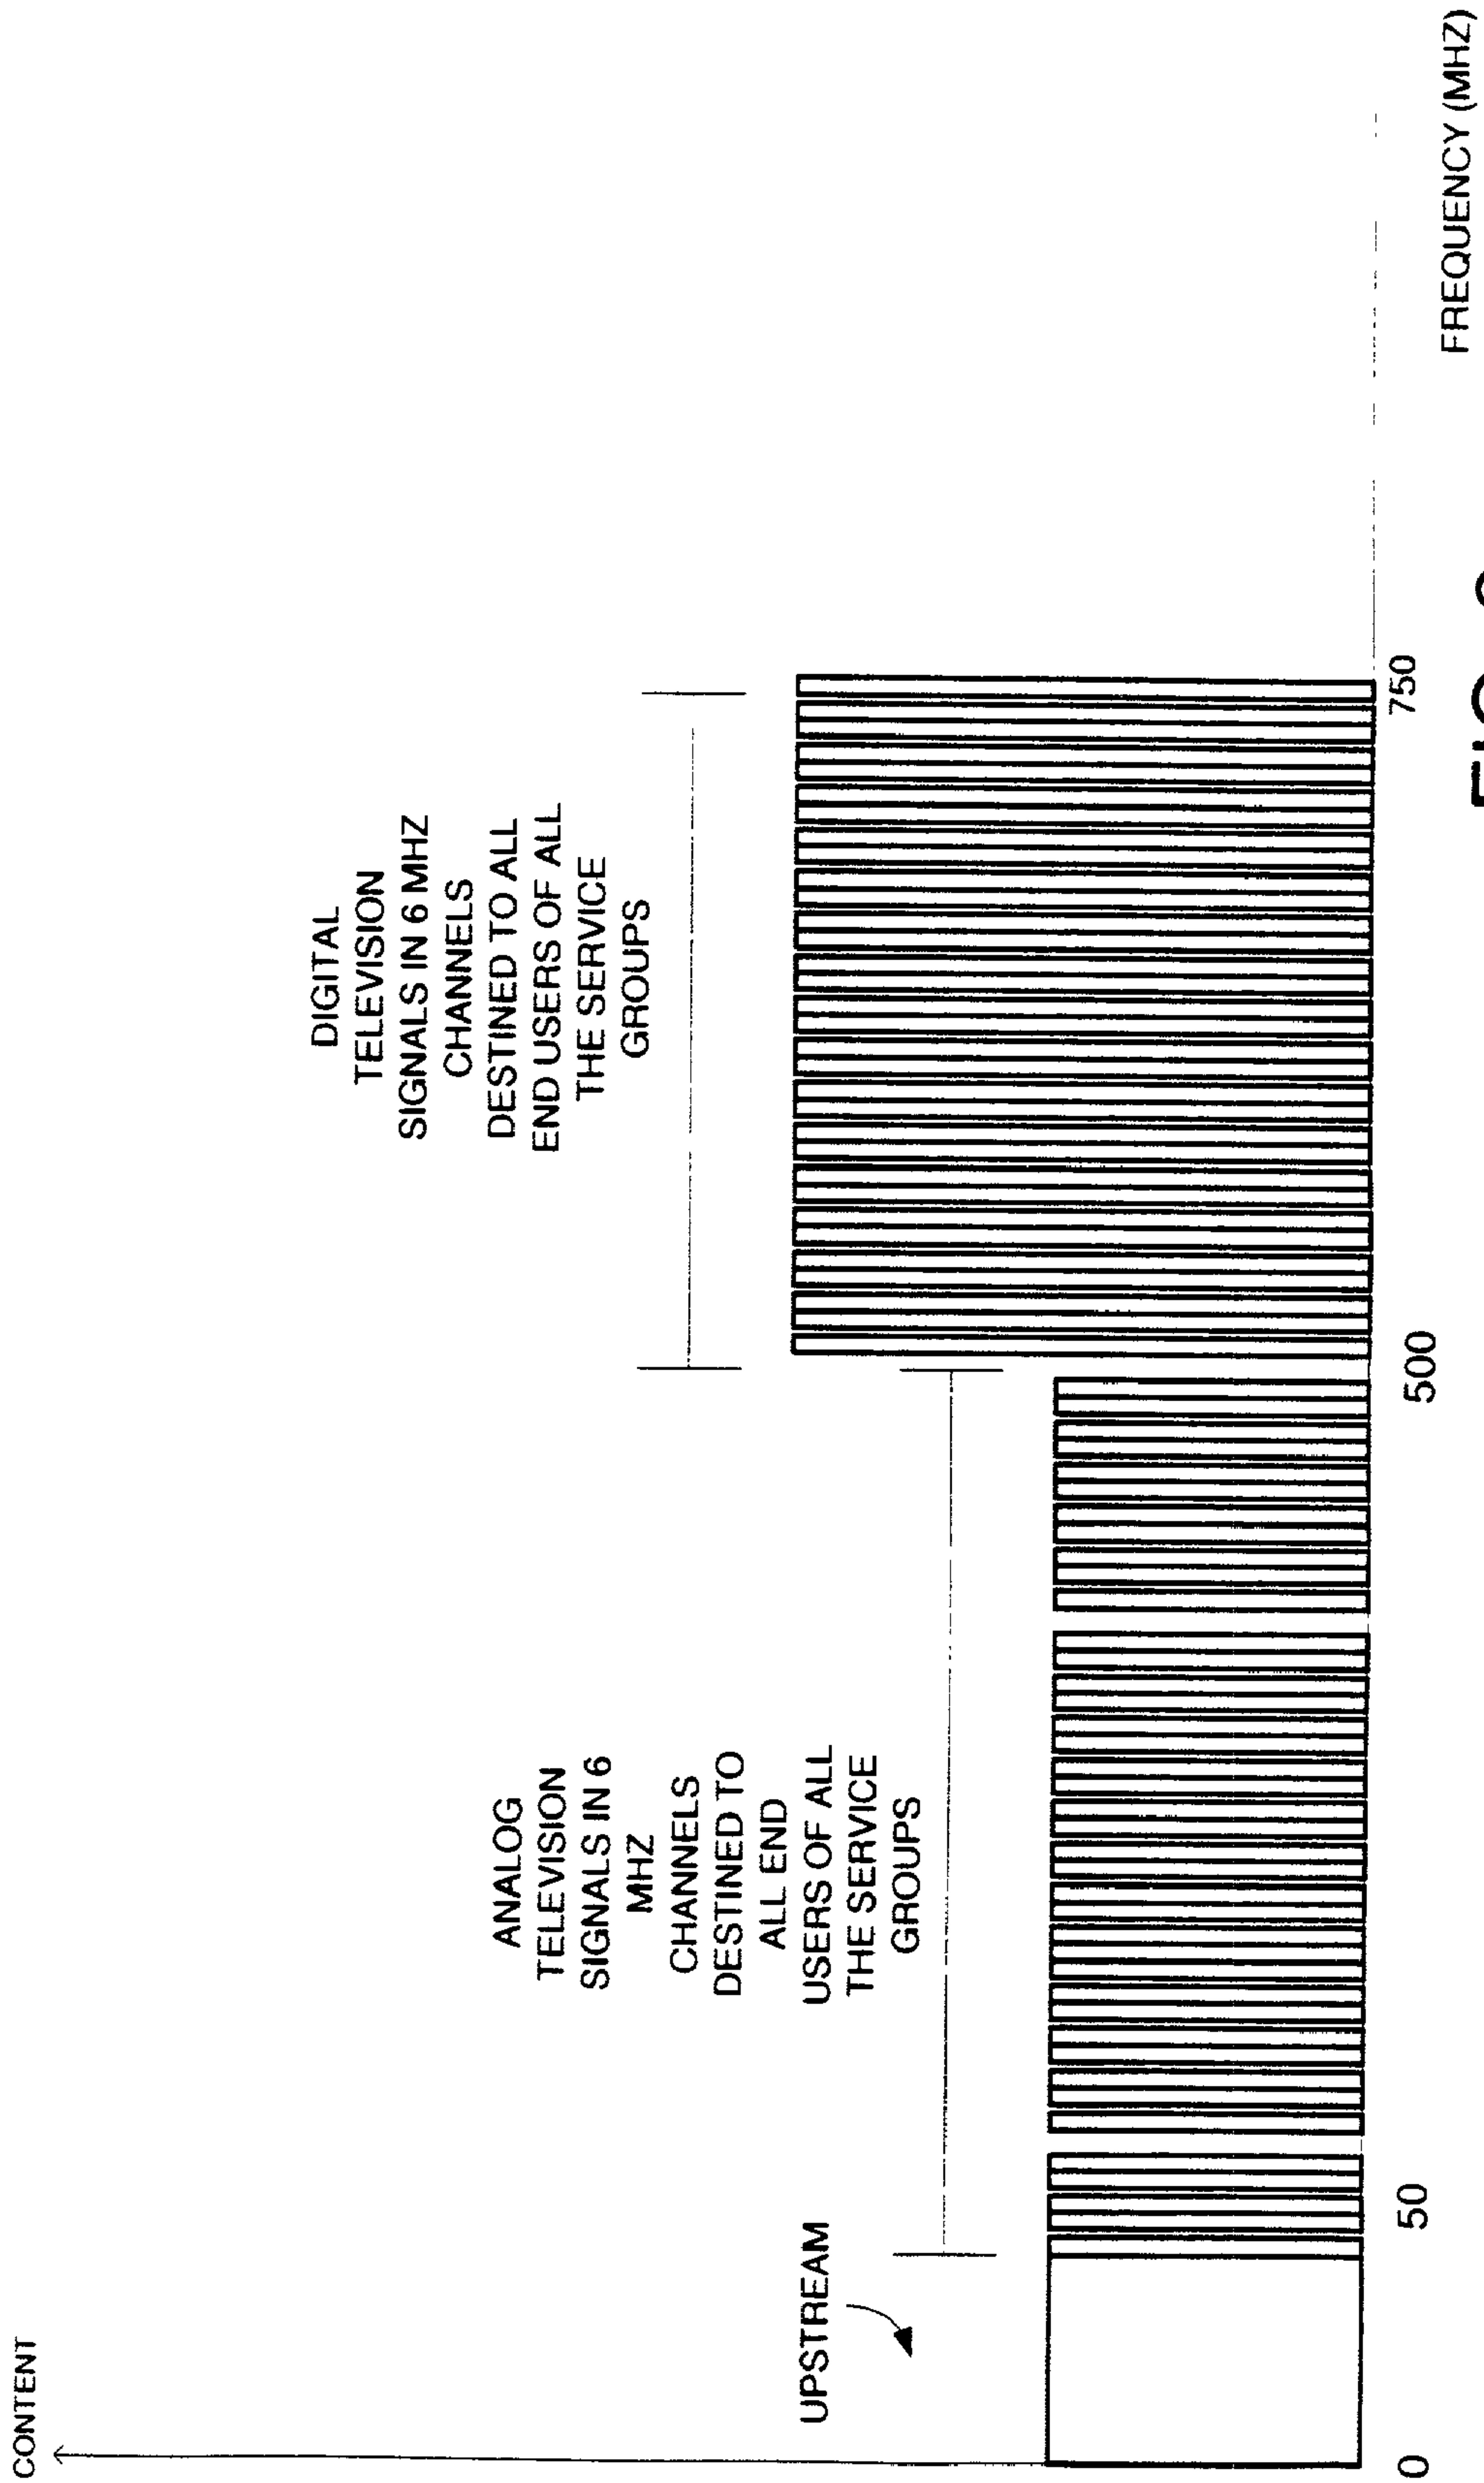 CONTENT
DIGITAL
TELEVISION
SIGNALS IN 6 MHZ
CHANNELS
DESTINED TO ALL
END USERS OF ALL
THE SERVICE
GROUPS
ANALOG
TELEVISION
SIGNALS IN 6
MHZ
CHANNELS
DESTINED TO
ALL END
USERS OF ALL
THE SERVICE
GROUPS
UPSTREAM
0
50
500
750
FREQUENCY (MHZ)